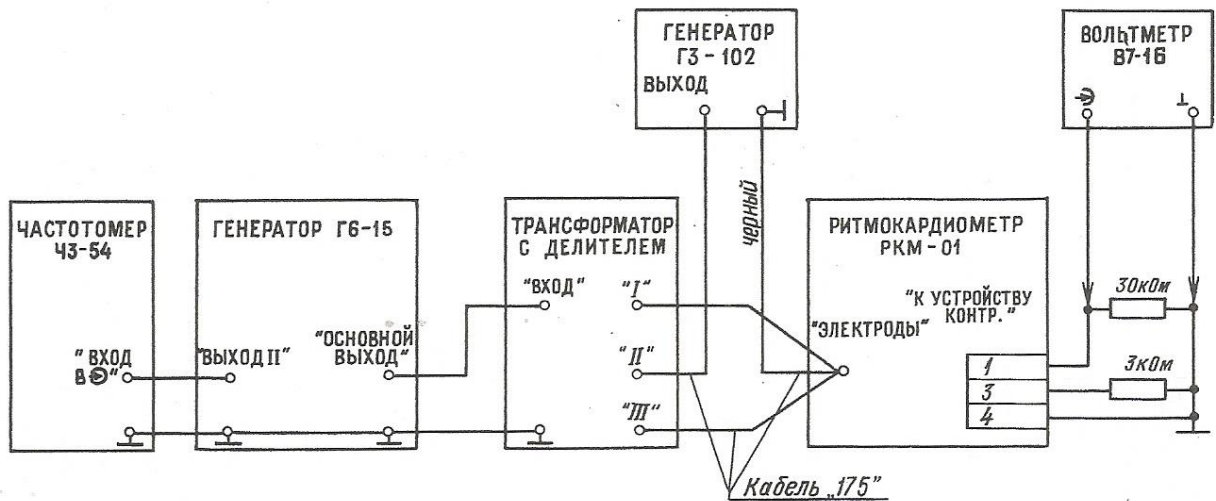 ГЕНЕРАТОР
Г3-102
ВЫХОД
ВОЛЬТМЕТР
В7-16
ЧАСТОТОМЕР
Ч3-54
"ВХОД
В"
ГЕНЕРАТОР Г6-15
"ВЫХОД II"
"ОСНОВНОЙ
ВЫХОД"
ТРАНСФОРМАТОР
С ДЕЛИТЕЛЕМ
"ВХОД"
"I"
"II"
"III"
черный
РИТМОКАРДИОМЕТР
РКМ-01
"ЭЛЕКТРОДЫ"
"К УСТРОЙСТВУ
КОНТР."
1
3
4
30кОм
3кОм
Кабель „175"